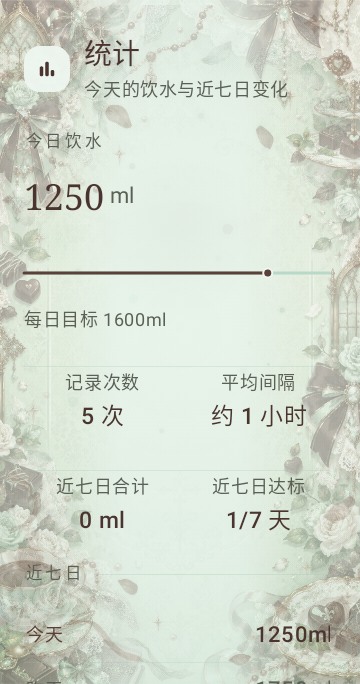 统计
今天的饮水与近七日变化
今日饮水
1250 ml
每日目标 1600ml
记录次数
平均间隔
5 次
约 1 小时
近七日合计
近七日达标
0 ml
1/7 天
近七日
今天
1250ml